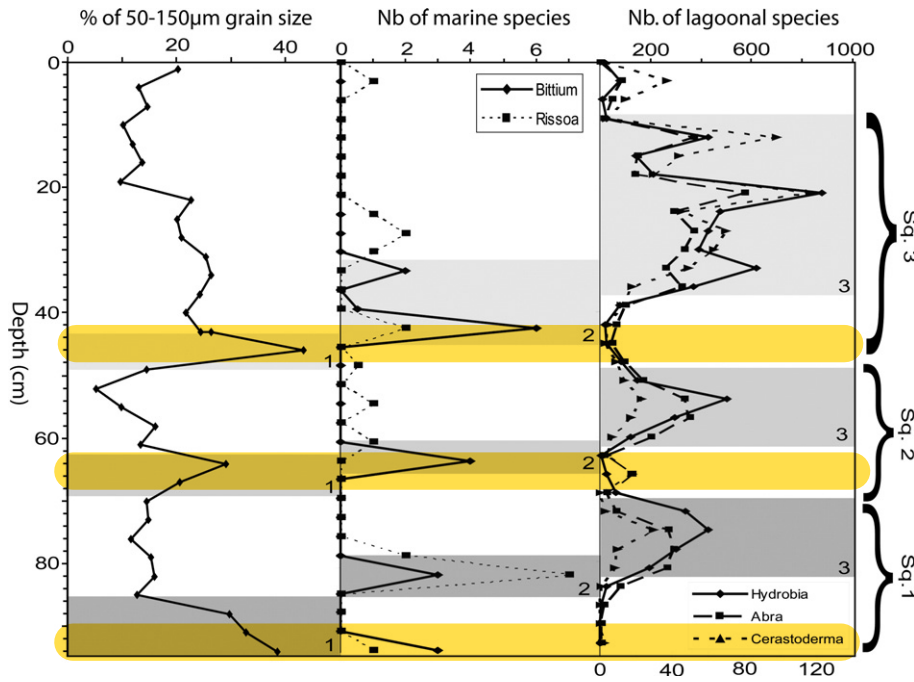 % of 50-150µm grain size
Nb of marine species
Nb. of lagoonal species
0 20 40
0 2 4 6
200 600 1000
Depth (cm)
0
20
40
60
80
Bittium
Rissoa
1
2
3
Sq. 3
1
2
3
Sq. 2
1
2
3
Sq.1
Hydrobia
Abra
Cerastoderma
0 40 80 120